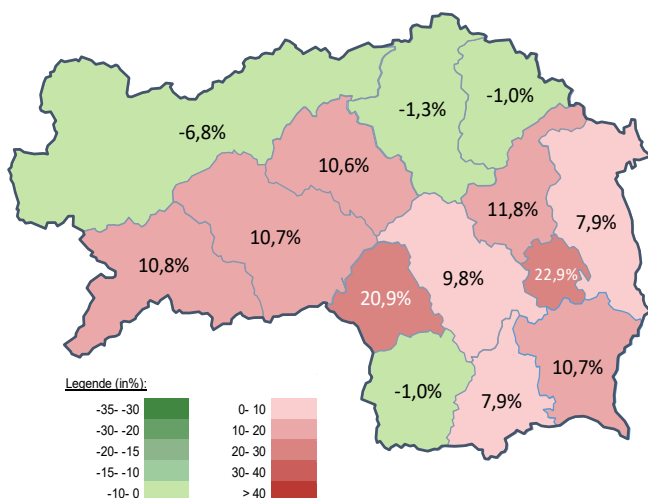 -1,0%
-1,3%
-6,8%
10,6%
11,8%
7,9%
10,7%
10,8%
9,8%
22,9%
20,9%
10,7%
-1,0%
7,9%
Legende (in%):
-35- -30 0- 10
-30- -20 10- 20
-20- -15 20- 30
-15- -10 30- 40
-10- 0 > 40